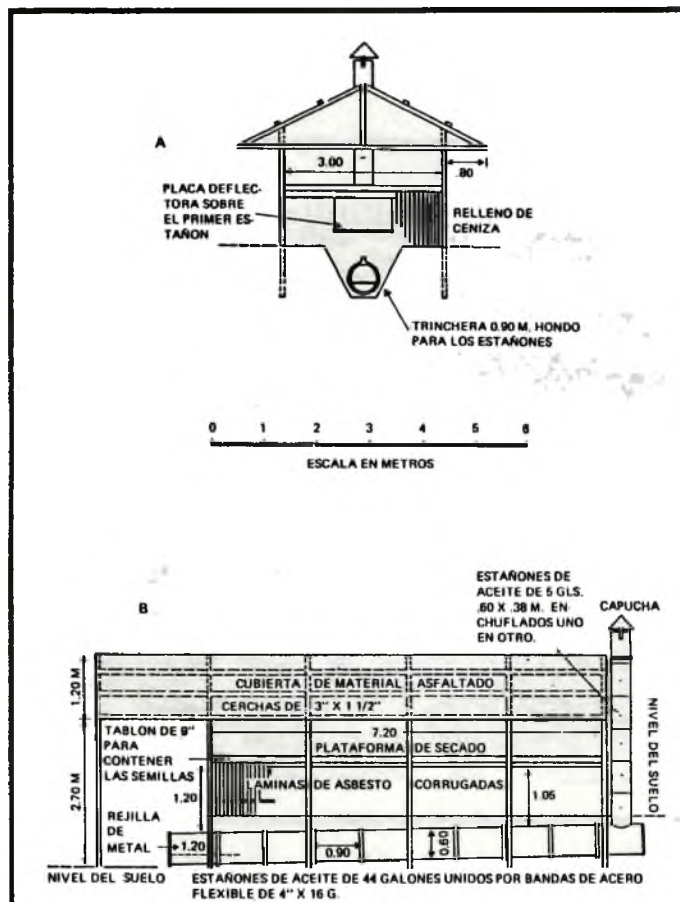 A
3.00
.80
PLACA DEFLEC-
TORA SOBRE
EL PRIMER ES-
TAÑON
RELLENO DE
CENIZA
TRINCHERA 0.90 M. HONDO
PARA LOS ESTAÑONES
0 1 2 3 4 5 6
ESCALA EN METROS
B
ESTAÑONES DE
ACEITE DE 5 GLS.
.60 X .38 M. EN-
CHUFLADOS UNO
EN OTRO.
CAPUCHA
1.20 M
CUBIERTA DE MATERIAL ASFALTADO
CERCHAS DE 3" X 1 1/2"
NIVEL DEL SUELO
2.70 M
TABLON DE 9"
PARA
CONTENER
LAS SEMILLAS
7.20
PLATAFORMA DE SECADO
LAMINAS DE ASBESTO CORRUGADAS
1.20
1.05
REJILLA
DE
METAL
1.20
0.90
0.60
NIVEL DEL SUELO
ESTAÑONES DE ACEITE DE 44 GALONES UNIDOS POR BANDAS DE ACERO
FLEXIBLE DE 4" X 16 G.